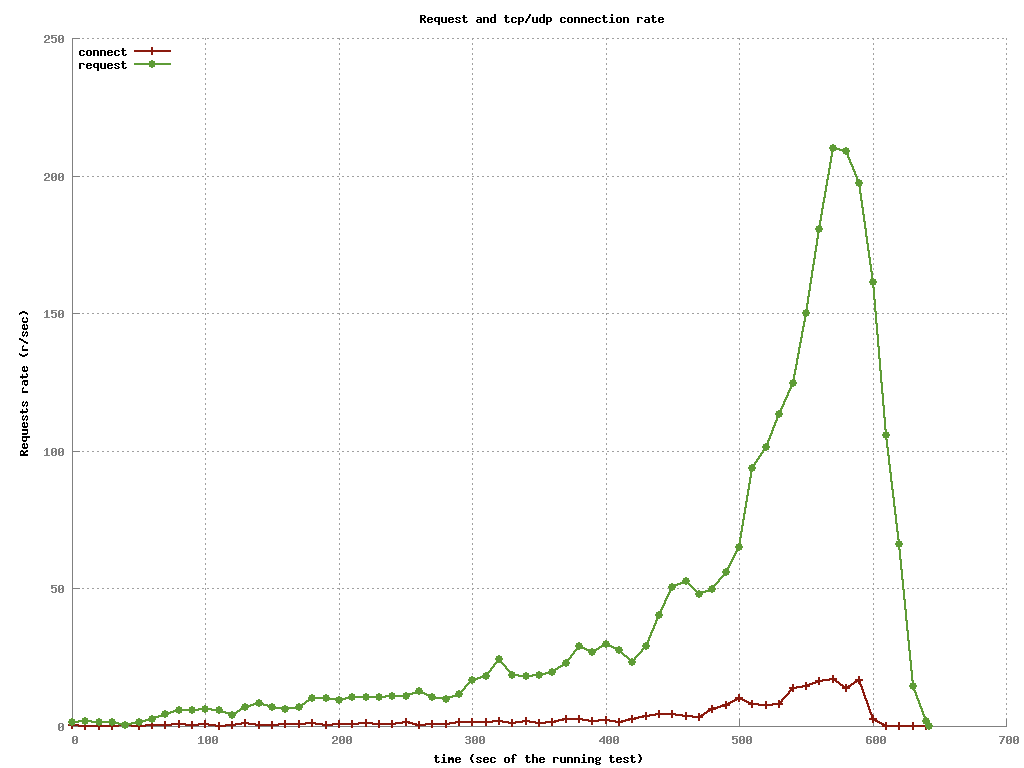 Request and tcp/udp connection rate
250
connect
request
200
150
Requests rate (r/sec)
100
50
0
0 100 200 300 400 500 600 700
time (sec of the running test)